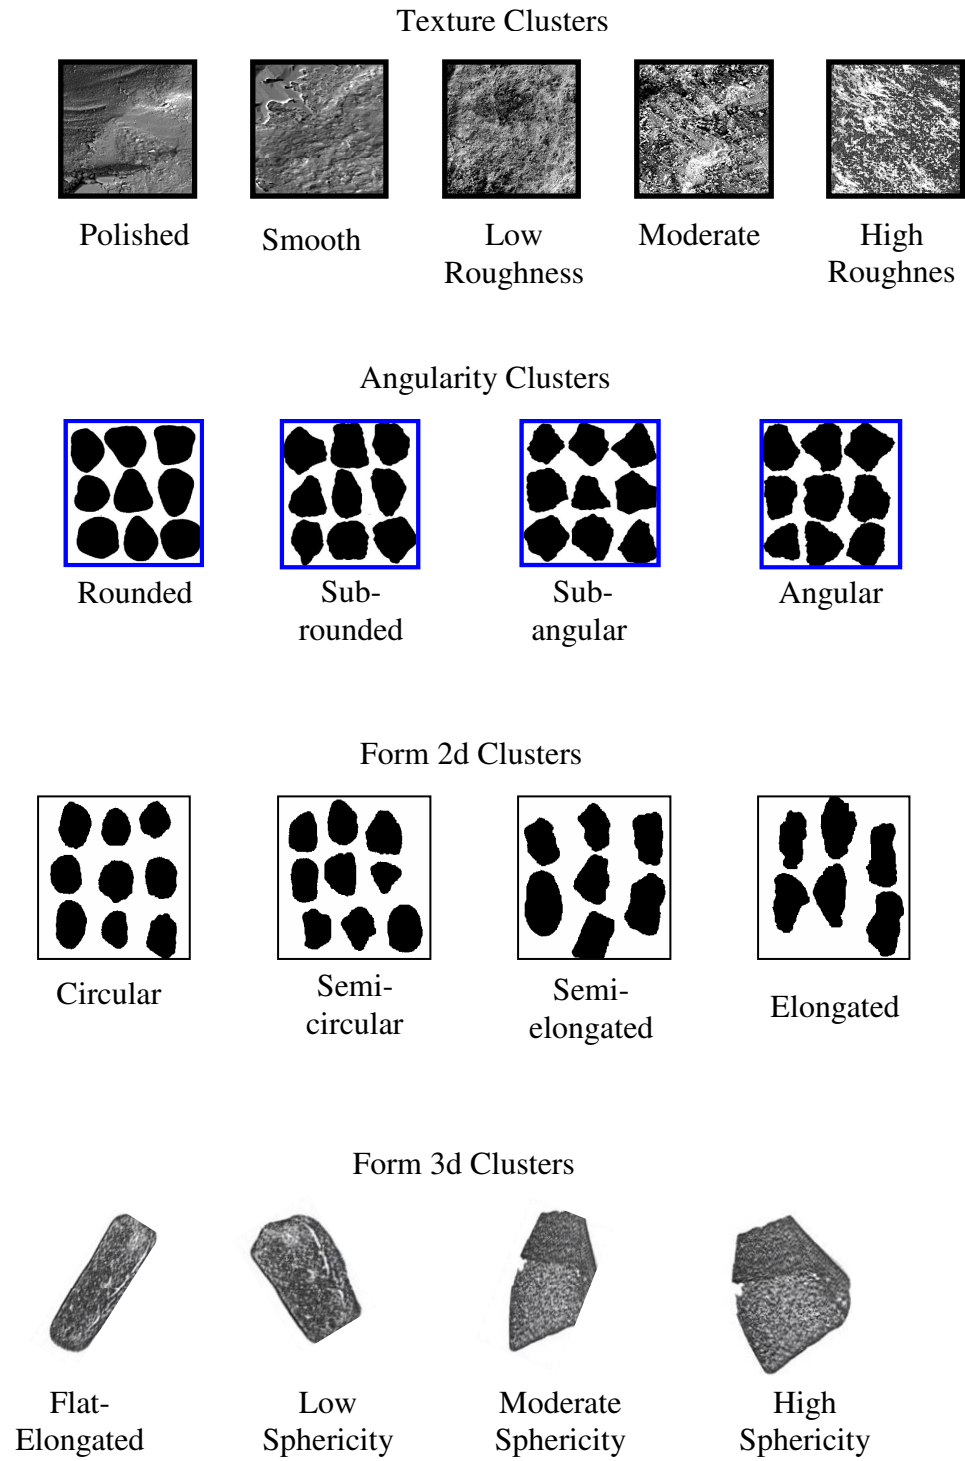 Texture Clusters
Polished
Smooth
Low
Roughness
Moderate
High
Roughnes
Angularity Clusters
Rounded
Sub-
rounded
Sub-
angular
Angular
Form 2d Clusters
Circular
Semi-
circular
Semi-
elongated
Elongated
Form 3d Clusters
Flat-
Elongated
Low
Sphericity
Moderate
Sphericity
High
Sphericity